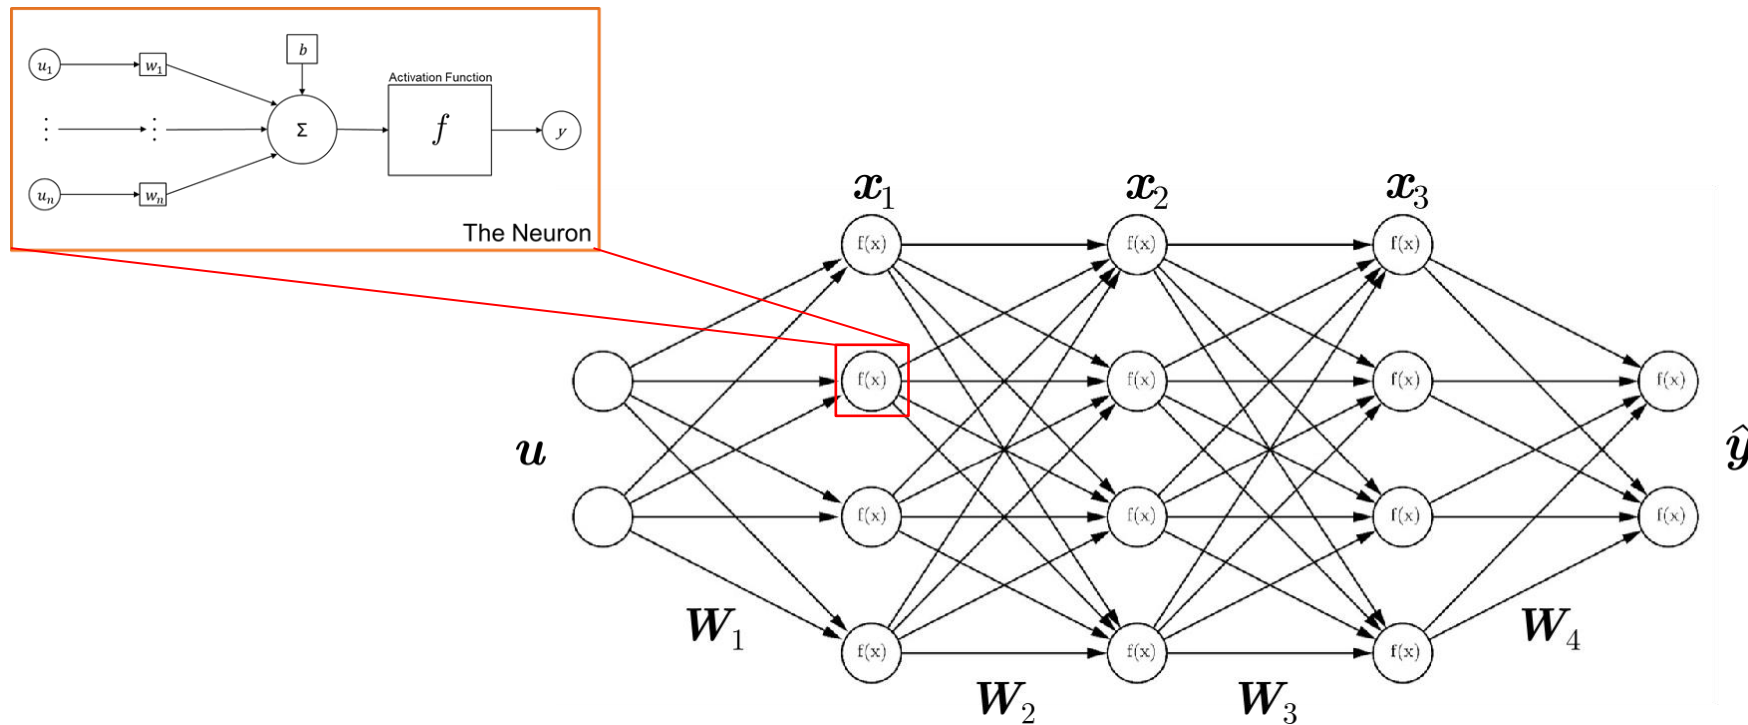 b
u₁ w₁
Activation Function
⋮ ⋮ Σ f y
uₙ wₙ
The Neuron
x₁ x₂ x₃
f(x) f(x) f(x)
f(x) f(x) f(x) f(x)
u ŷ
f(x) f(x) f(x) f(x)
W₁ W₄
f(x) f(x) f(x)
W₂ W₃